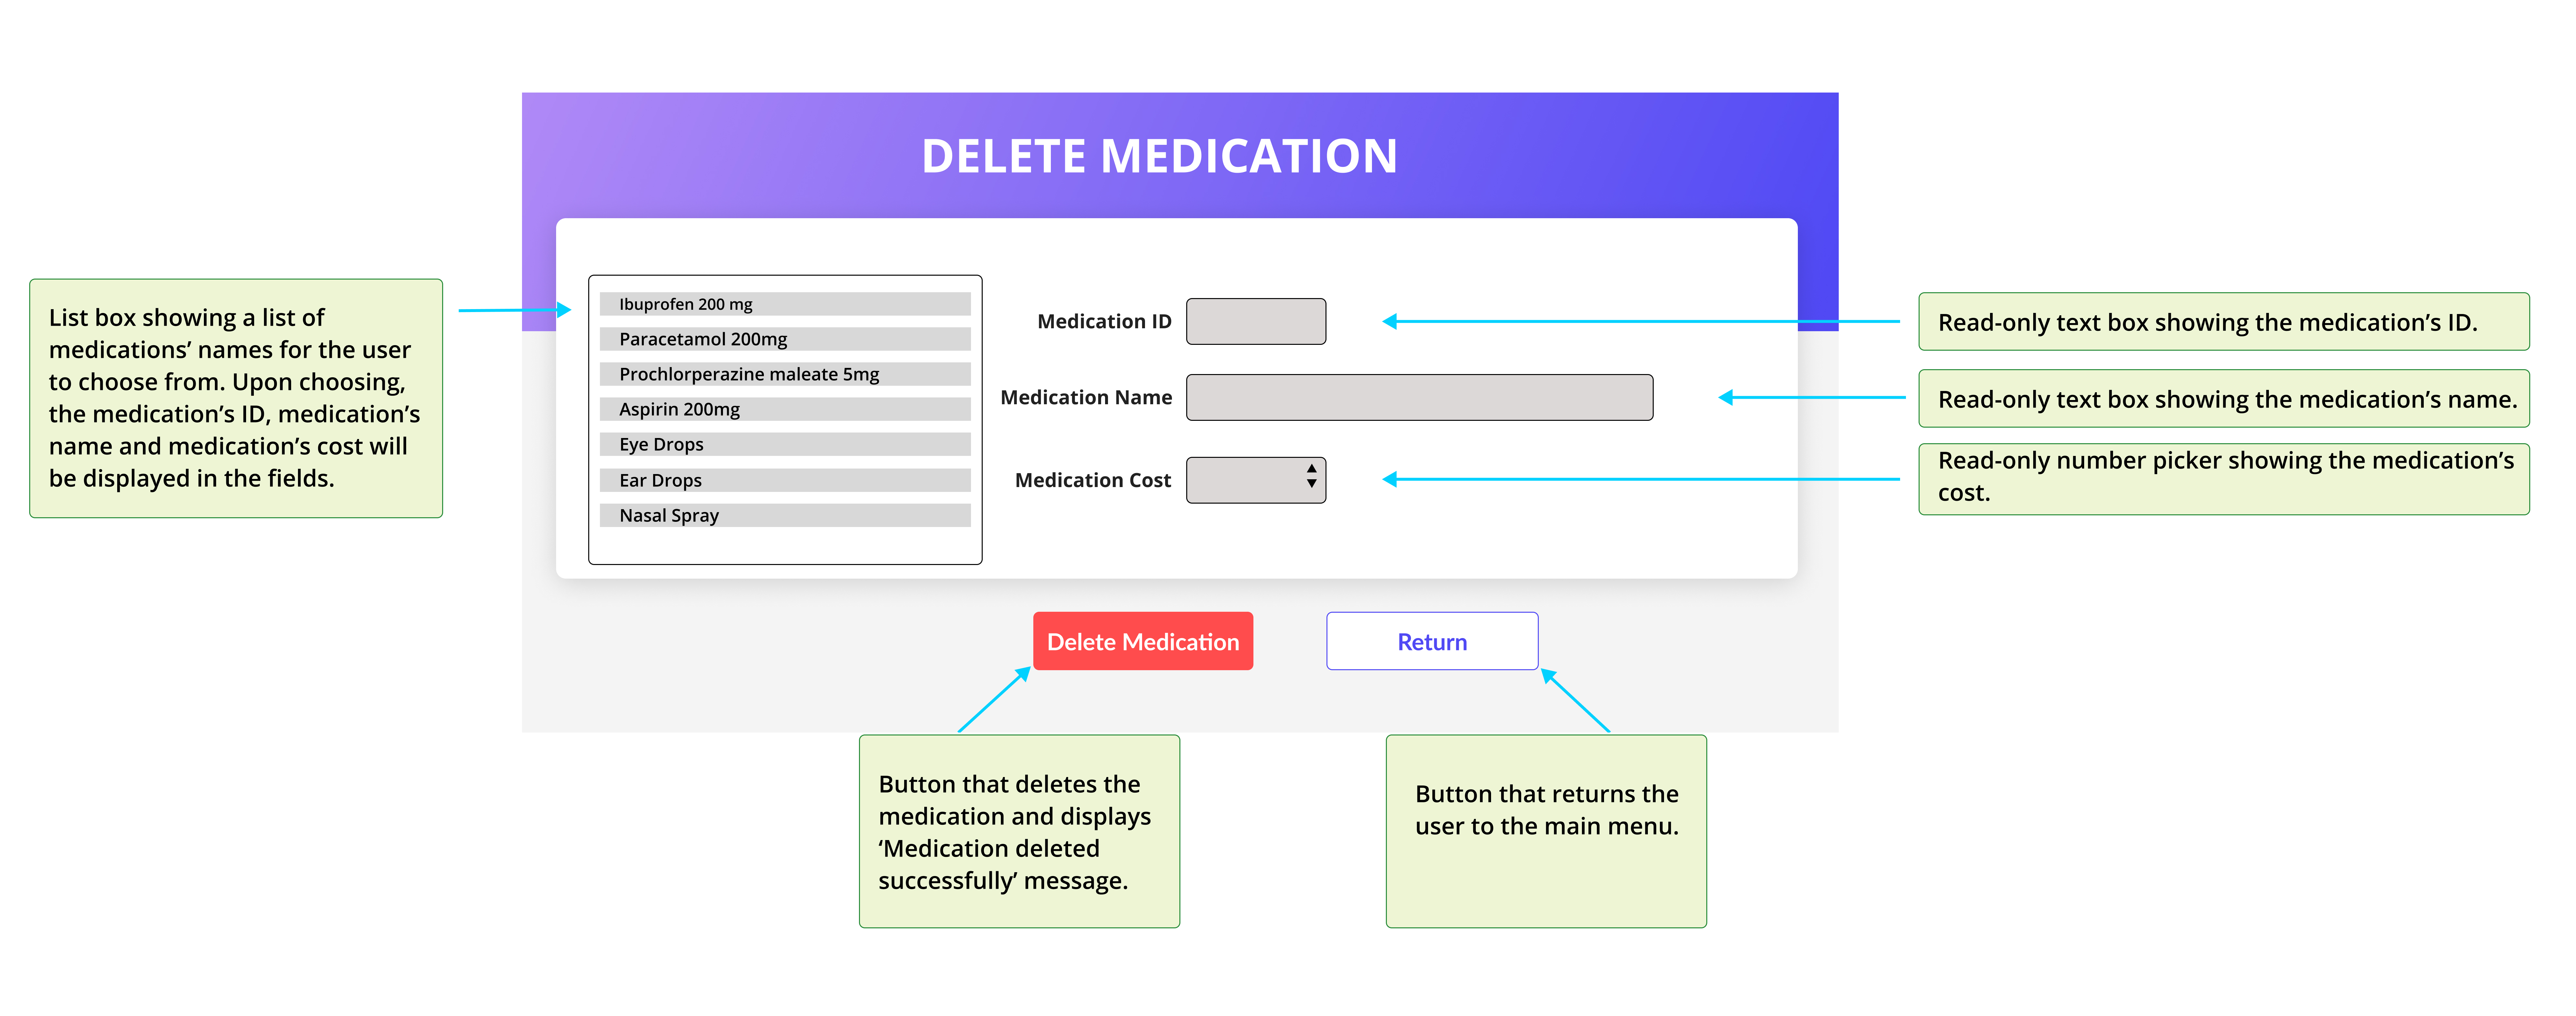 DELETE MEDICATION
List box showing a list of
medications’ names for the user
to choose from. Upon choosing,
the medication’s ID, medication’s
name and medication’s cost will
be displayed in the fields.
Ibuprofen 200 mg
Paracetamol 200mg
Prochlorperazine maleate 5mg
Aspirin 200mg
Eye Drops
Ear Drops
Nasal Spray
Medication ID
Medication Name
Medication Cost
Read-only text box showing the medication’s ID.
Read-only text box showing the medication’s name.
Read-only number picker showing the medication’s
cost.
Delete Medication
Return
Button that deletes the
medication and displays
‘Medication deleted
successfully’ message.
Button that returns the
user to the main menu.